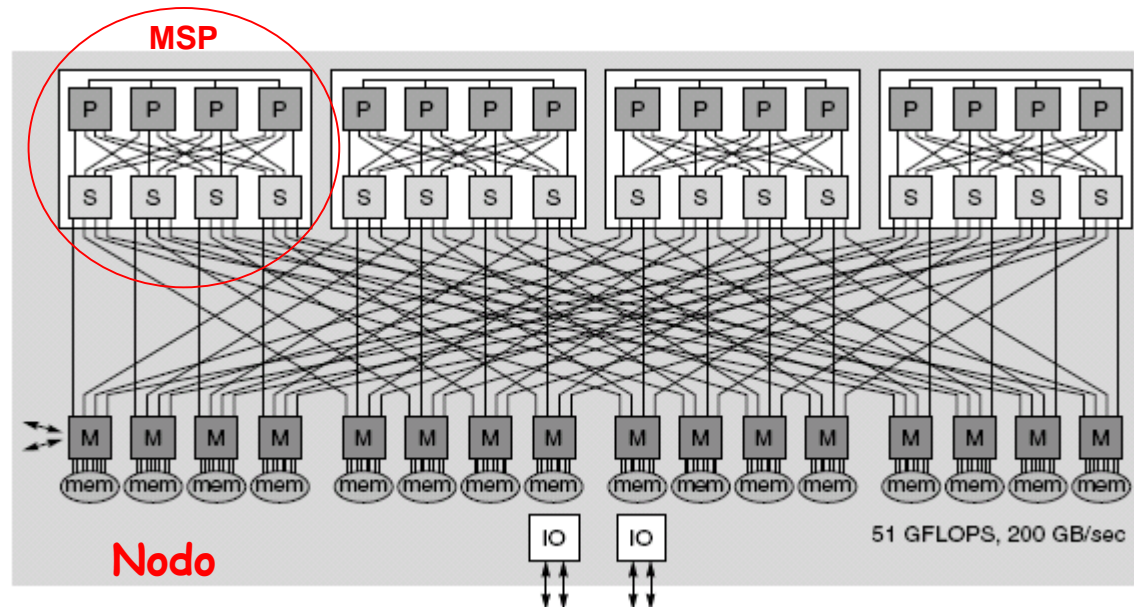 MSP
P P P P P P P P P P P P P P P P
S S S S S S S S S S S S S S S S
M M M M M M M M M M M M M M M M
mem mem mem mem mem mem mem mem mem mem mem mem mem mem mem mem
IO IO 51 GFLOPS, 200 GB/sec
Nodo